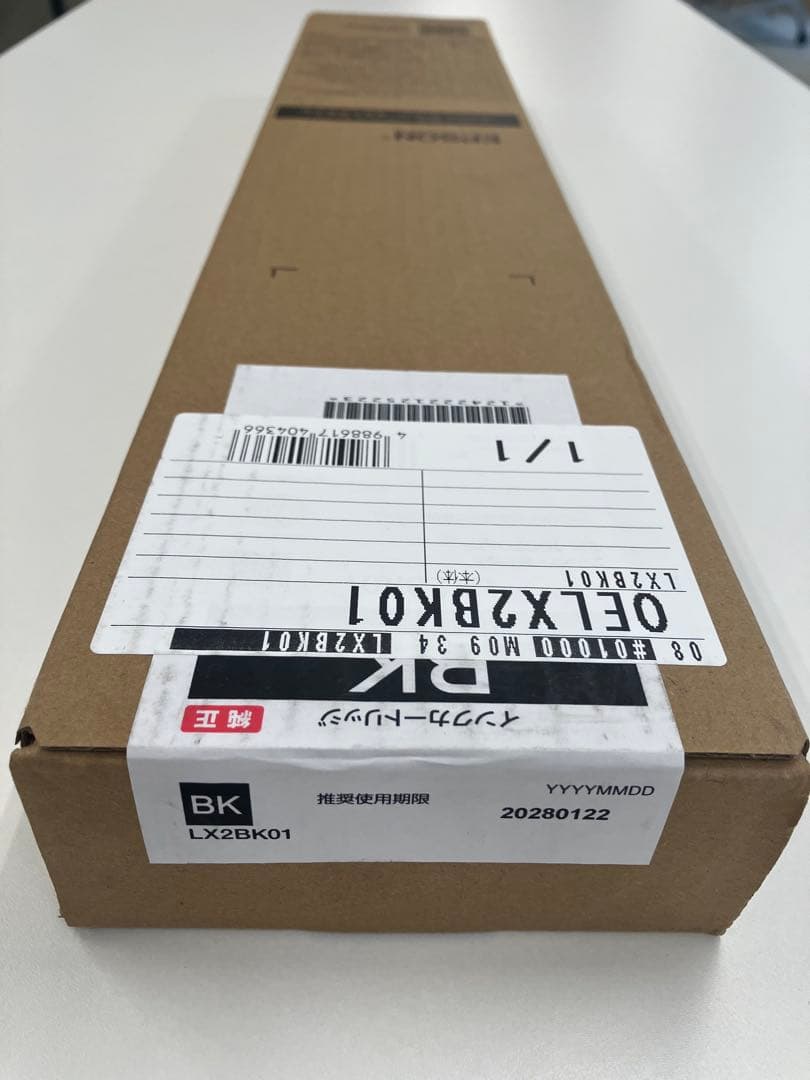 BK
推奨使用期限
YYYYMMDD
20280122
LX2BK01
インクカートリッジ
純正
BK
08 #01000 M09 34 LX2BK01
OELX2BK01
LX2BK01 (本体)
1/1
4 988617 404366
EPSON